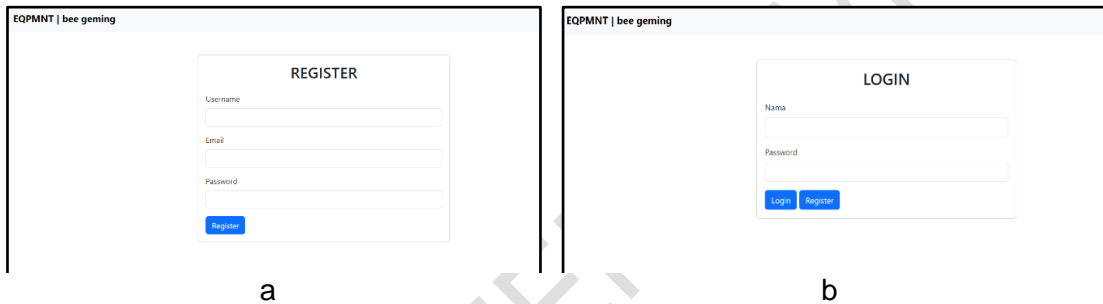 EQPMNT | bee geming
REGISTER
Username
Email
Password
Register
a
EQPMNT | bee geming
LOGIN
Nama
Password
Login Register
b